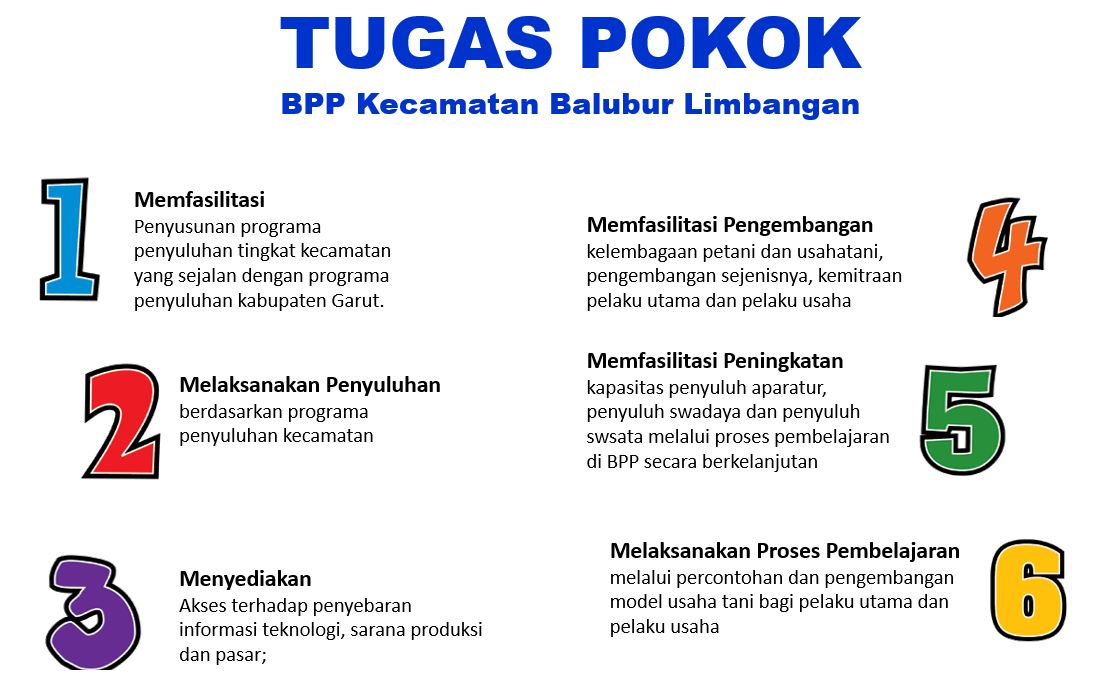 TUGAS POKOK
BPP Kecamatan Balubur Limbangan
1
Memfasilitasi
Penyusunan programa
penyuluhan tingkat kecamatan
yang sejalan dengan programa
penyuluhan kabupaten Garut.
2
Melaksanakan Penyuluhan
berdasarkan programa
penyuluhan kecamatan
3
Menyediakan
Akses terhadap penyebaran
informasi teknologi, sarana produksi
dan pasar;
4
Memfasilitasi Pengembangan
kelembagaan petani dan usahatani,
pengembangan sejenisnya, kemitraan
pelaku utama dan pelaku usaha
5
Memfasilitasi Peningkatan
kapasitas penyuluh aparatur,
penyuluh swadaya dan penyuluh
swsata melalui proses pembelajaran
di BPP secara berkelanjutan
6
Melaksanakan Proses Pembelajaran
melalui percontohan dan pengembangan
model usaha tani bagi pelaku utama dan
pelaku usaha